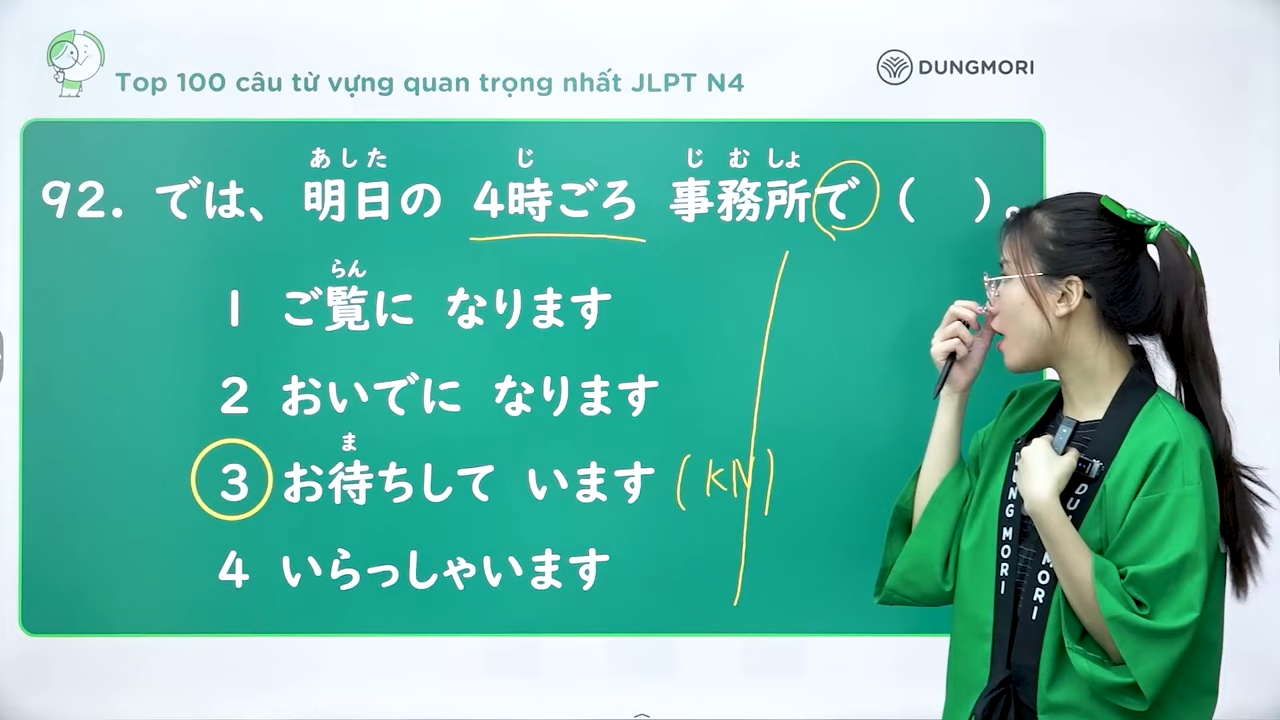 Top 100 câu từ vựng quan trọng nhất JLPT N4
DUNGMORI
あした じ じ む しょ
92. では、 明日の 4時ごろ 事務所で ( )。
らん
1 ご覧に なります
2 おいでに なります
ま
3 お待ちして います (KN)
4 いらっしゃいます
DUNG MORI
MORI